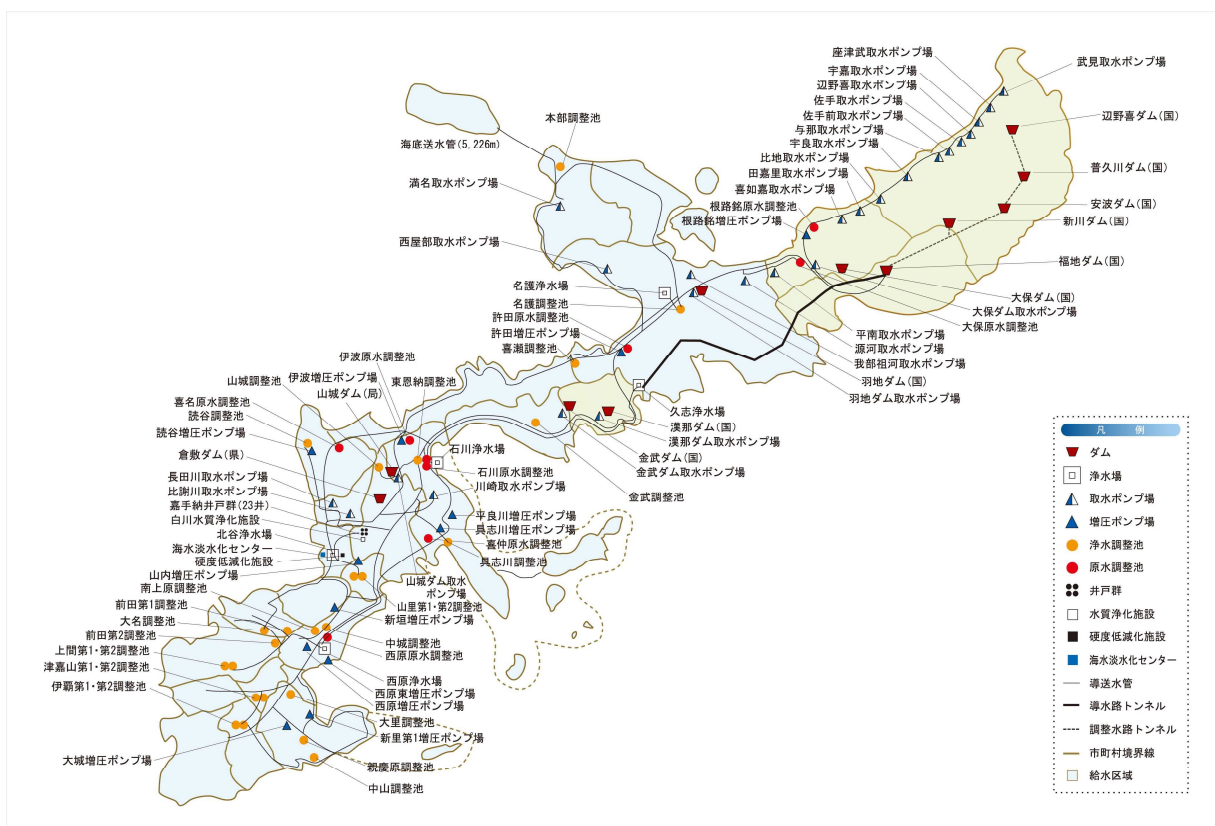 座津武取水ポンプ場
武見取水ポンプ場
宇嘉取水ポンプ場
辺野喜取水ポンプ場
佐手取水ポンプ場
佐手前取水ポンプ場
与那取水ポンプ場
宇良取水ポンプ場
比地取水ポンプ場
田嘉里取水ポンプ場
喜如嘉取水ポンプ場
根路銘原水調整池
根路銘増圧ポンプ場
辺野喜ダム(国)
普久川ダム(国)
安波ダム(国)
新川ダム(国)
福地ダム(国)
大保ダム(国)
大保ダム取水ポンプ場
大保原水調整池
平南取水ポンプ場
源河取水ポンプ場
我部祖河取水ポンプ場
羽地ダム(国)
羽地ダム取水ポンプ場
本部調整池
海底送水管(5,226m)
満名取水ポンプ場
西屋部取水ポンプ場
名護浄水場
名護調整池
許田原水調整池
許田増圧ポンプ場
喜瀬調整池
久志浄水場
漢那ダム(国)
漢那ダム取水ポンプ場
金武ダム(国)
金武ダム取水ポンプ場
金武調整池
伊波原水調整池
伊波増圧ポンプ場
東恩納調整池
山城調整池
山城ダム(局)
喜名原水調整池
読谷調整池
読谷増圧ポンプ場
倉敷ダム(県)
長田川取水ポンプ場
比謝川取水ポンプ場
嘉手納井戸群(23井)
白川水質浄化施設
北谷浄水場
海水淡水化センター
硬度低減化施設
山内増圧ポンプ場
南上原調整池
前田第1調整池
大名調整池
前田第2調整池
上間第1・第2調整池
津嘉山第1・第2調整池
伊覇第1・第2調整池
大城増圧ポンプ場
石川浄水場
石川原水調整池
川崎取水ポンプ場
平良川増圧ポンプ場
具志川増圧ポンプ場
喜仲原水調整池
具志川調整池
山城ダム取水
ポンプ場
山里第1・第2調整池
新垣増圧ポンプ場
中城調整池
西原原水調整池
西原浄水場
西原東増圧ポンプ場
西原増圧ポンプ場
大里調整池
新里第1増圧ポンプ場
親慶原調整池
中山調整池
凡 例
ダム
浄水場
取水ポンプ場
増圧ポンプ場
浄水調整池
原水調整池
井戸群
水質浄化施設
硬度低減化施設
海水淡水化センター
導送水管
導水路トンネル
調整水路トンネル
市町村境界線
給水区域